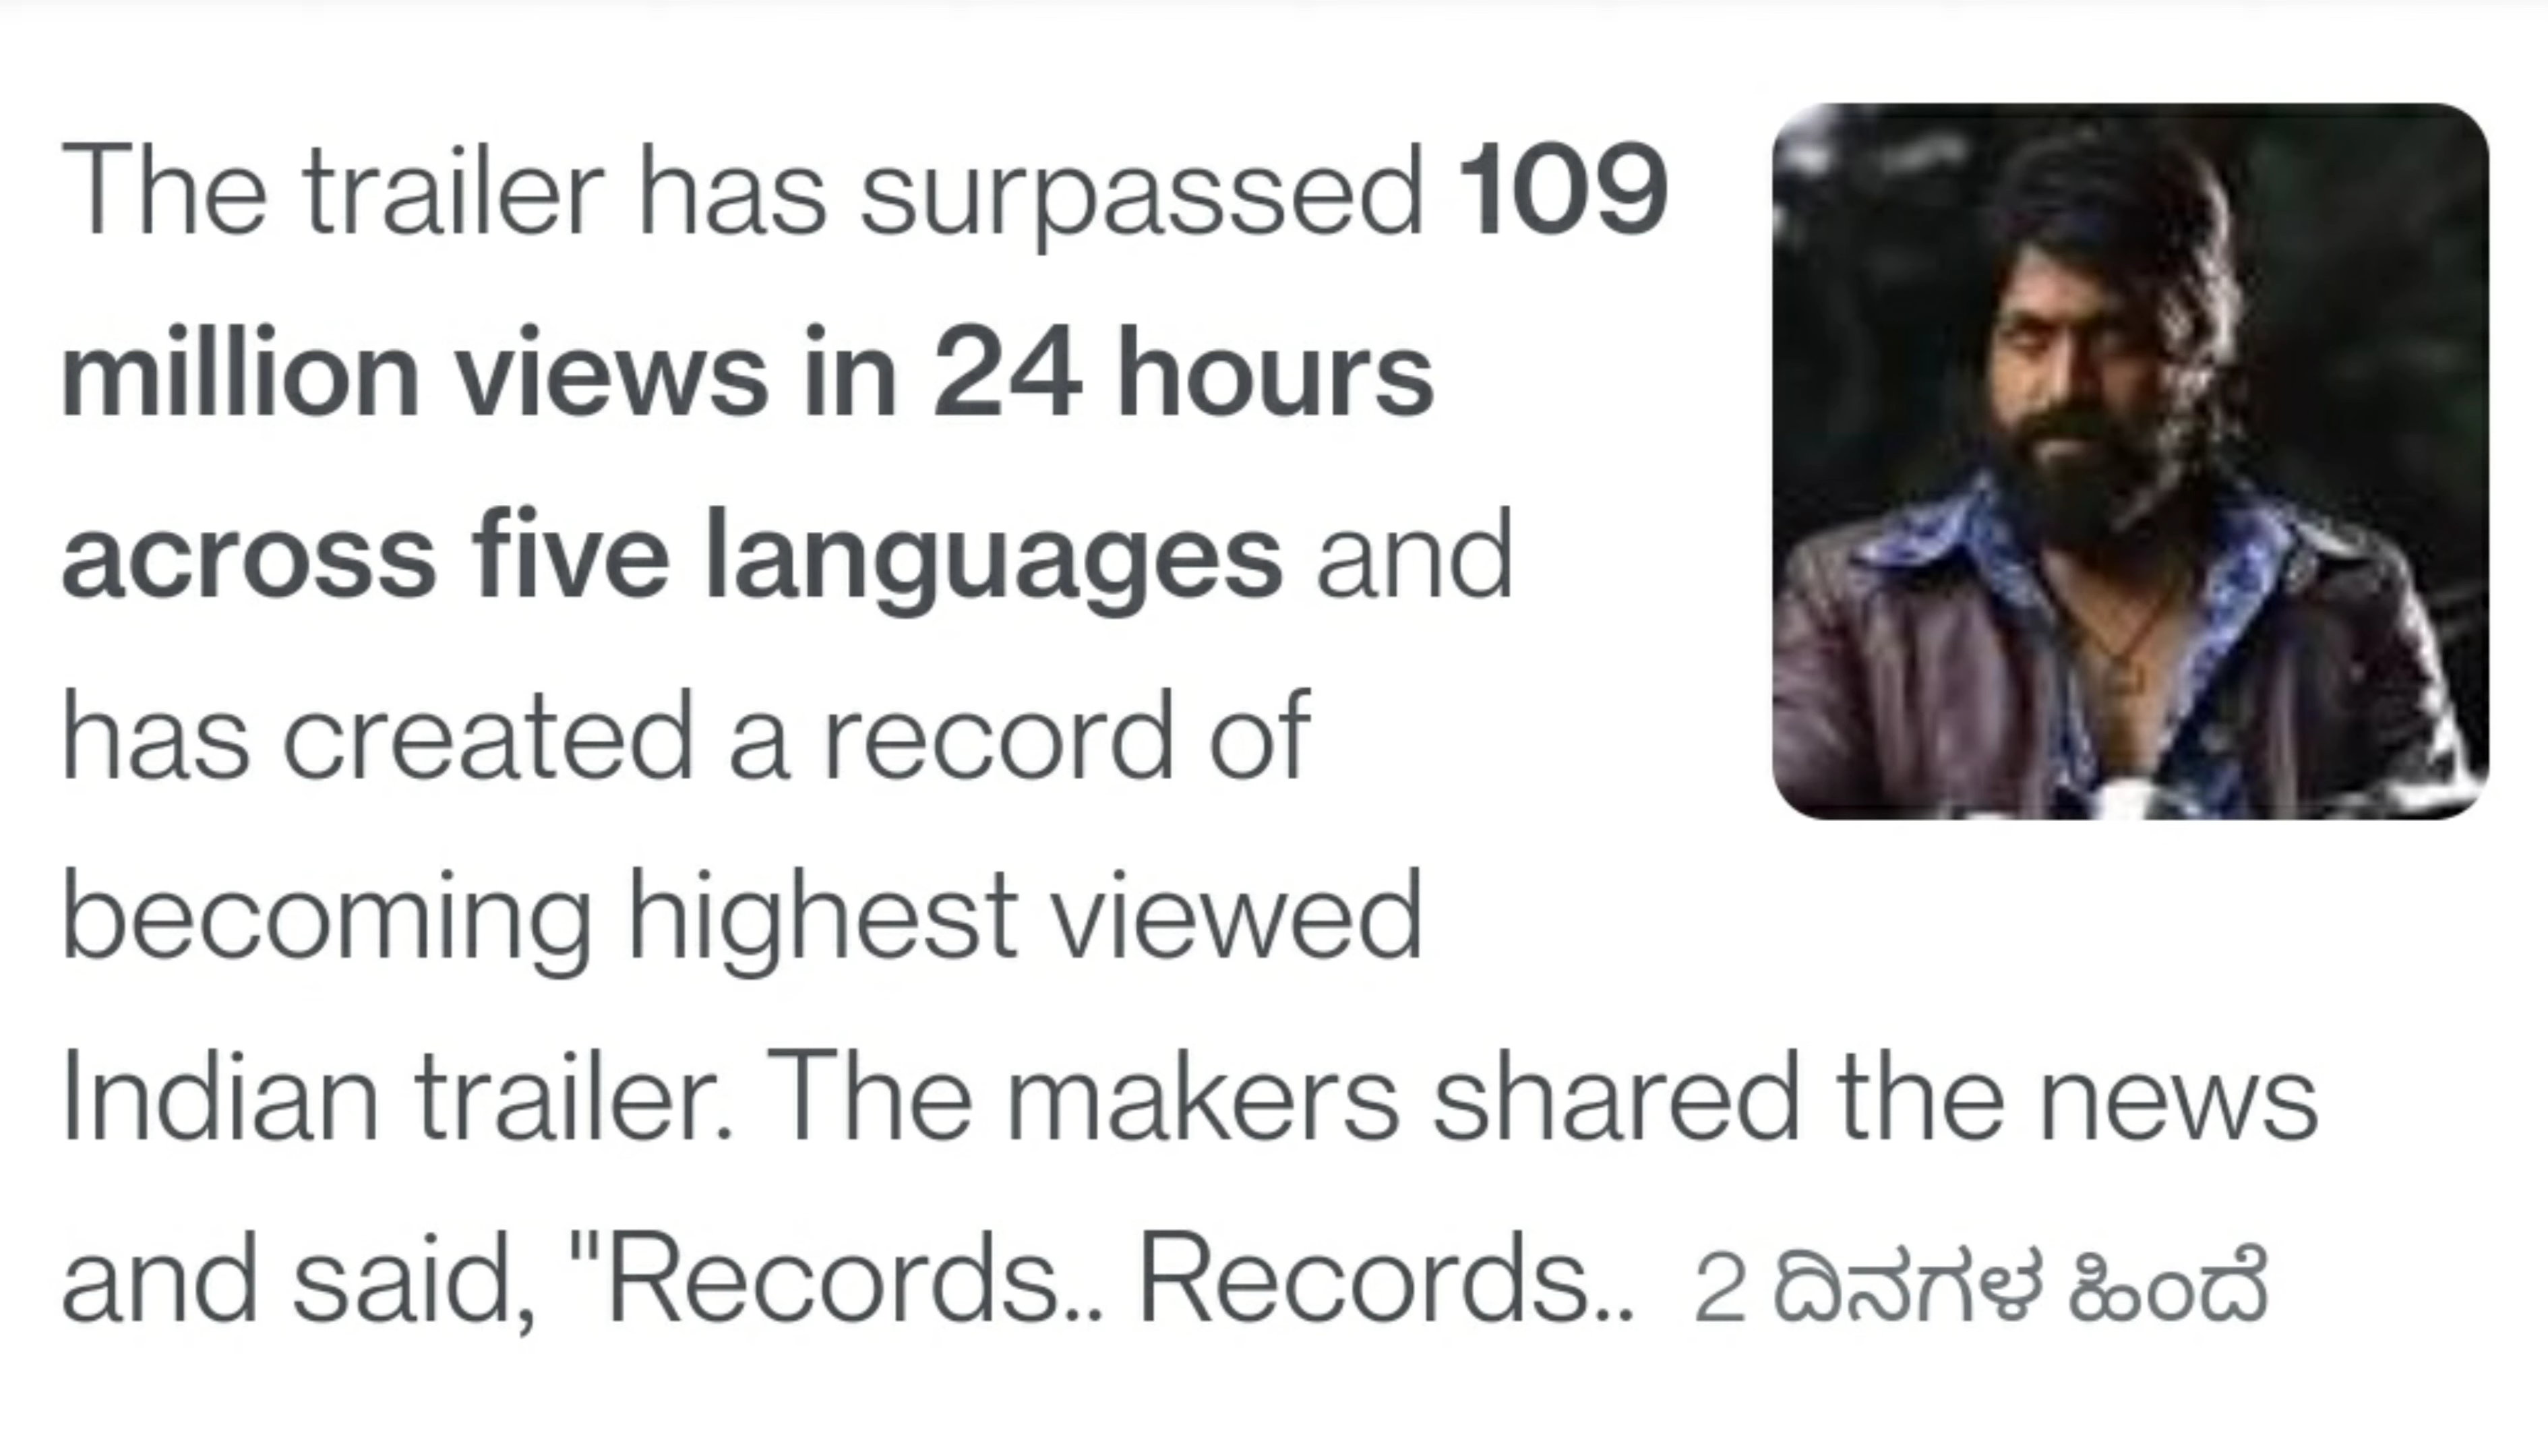 The trailer has surpassed 109
million views in 24 hours
across five languages and
has created a record of
becoming highest viewed
Indian trailer. The makers shared the news
and said, "Records.. Records.. 2 ದಿನಗಳ ಹಿಂದೆ